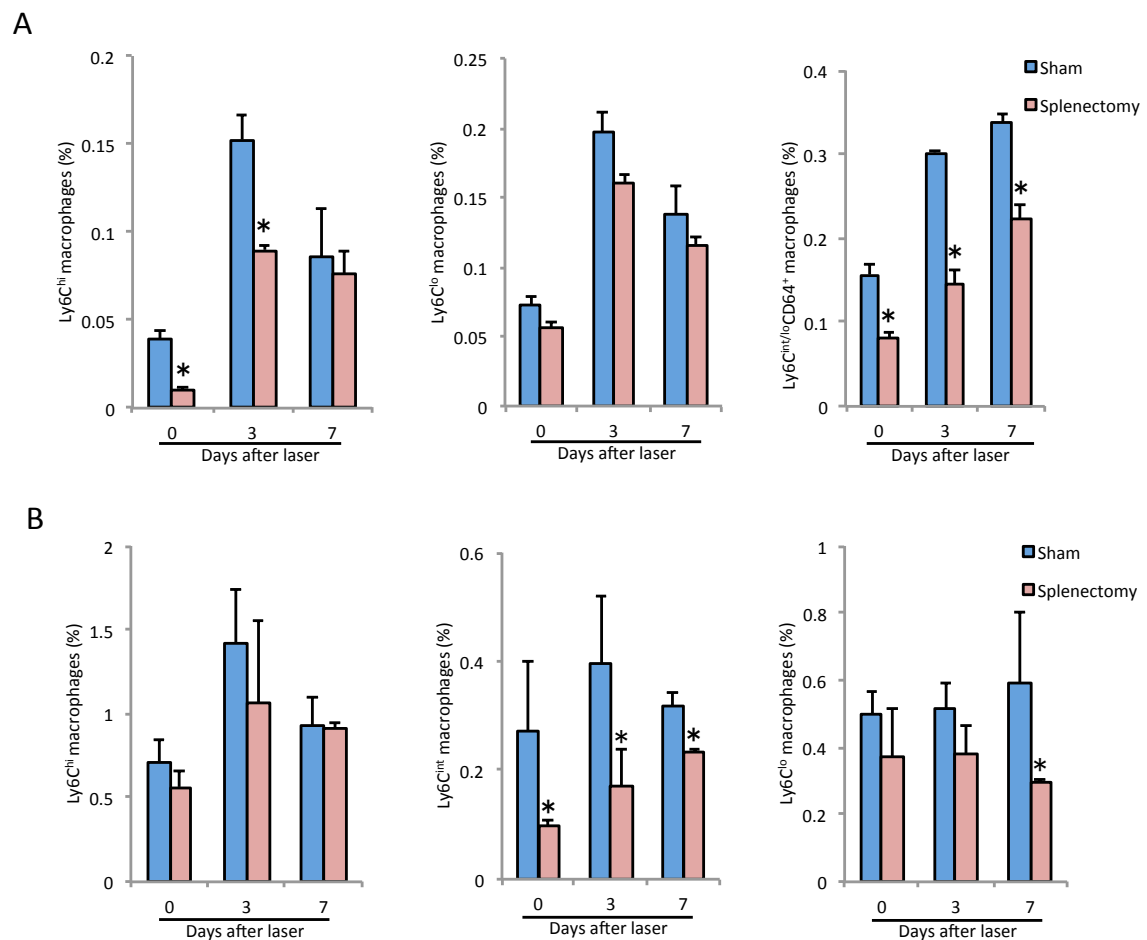 A
Ly6Chi macrophages (%)
0.2
0.15
0.1
0.05
0
*
*
0 3 7
Days after laser
Ly6Clo macrophages (%)
0.25
0.2
0.15
0.1
0.05
0
0 3 7
Days after laser
Ly6Cint/loCD64+ macrophages (%)
0.4
0.3
0.2
0.1
0
*
*
*
0 3 7
Days after laser
Sham
Splenectomy
B
Ly6Chi macrophages (%)
2
1.5
1
0.5
0
0 3 7
Days after laser
Ly6Cint macrophages (%)
0.6
0.4
0.2
0
*
*
*
0 3 7
Days after laser
Ly6Clo macrophages (%)
1
0.8
0.6
0.4
0.2
0
*
0 3 7
Days after laser
Sham
Splenectomy